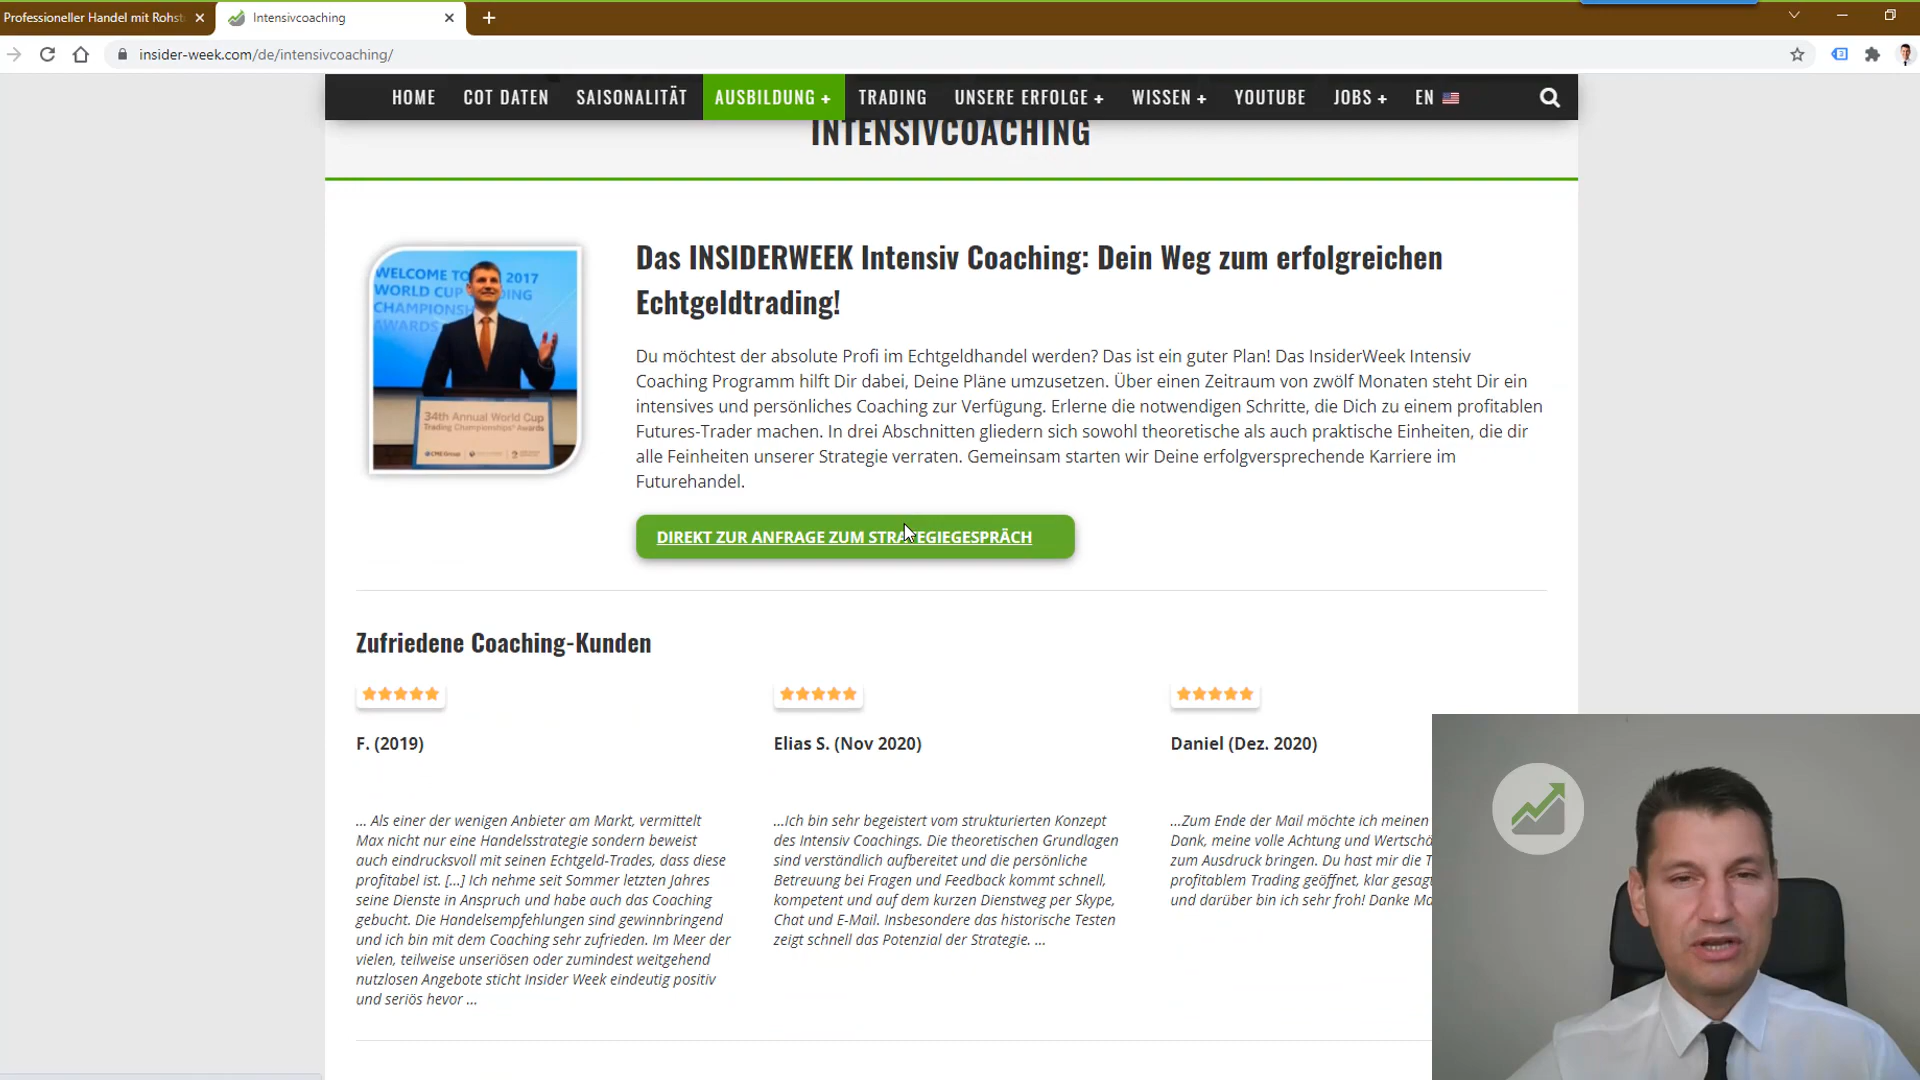 Professioneller Handel mit Rohst
Intensivcoaching
insider-week.com/de/intensivcoaching/
HOME COT DATEN SAISONALITÄT AUSBILDUNG + TRADING UNSERE ERFOLGE + WISSEN + YOUTUBE JOBS + EN
INTENSIVCOACHING
WELCOME TO 2017
WORLD CUP TRADING
CHAMPIONSH
AWARDS
34th Annual World Cup
Trading Championships® Awards
CME Group
Das INSIDERWEEK Intensiv Coaching: Dein Weg zum erfolgreichen
Echtgeldtrading!
Du möchtest der absolute Profi im Echtgeldhandel werden? Das ist ein guter Plan! Das InsiderWeek Intensiv
Coaching Programm hilft Dir dabei, Deine Pläne umzusetzen. Über einen Zeitraum von zwölf Monaten steht Dir ein
intensives und persönliches Coaching zur Verfügung. Erlerne die notwendigen Schritte, die Dich zu einem profitablen
Futures-Trader machen. In drei Abschnitten gliedern sich sowohl theoretische als auch praktische Einheiten, die dir
alle Feinheiten unserer Strategie verraten. Gemeinsam starten wir Deine erfolgversprechende Karriere im
Futurehandel.
DIREKT ZUR ANFRAGE ZUM STRATEGIEGESPRÄCH
Zufriedene Coaching-Kunden
F. (2019)
... Als einer der wenigen Anbieter am Markt, vermittelt
Max nicht nur eine Handelsstrategie sondern beweist
auch eindrucksvoll mit seinen Echtgeld-Trades, dass diese
profitabel ist. [...] Ich nehme seit Sommer letzten Jahres
seine Dienste in Anspruch und habe auch das Coaching
gebucht. Die Handelsempfehlungen sind gewinnbringend
und ich bin mit dem Coaching sehr zufrieden. Im Meer der
vielen, teilweise unseriösen oder zumindest weitgehend
nutzlosen Angebote sticht Insider Week eindeutig positiv
und seriös hevor ...
Elias S. (Nov 2020)
...Ich bin sehr begeistert vom strukturierten Konzept
des Intensiv Coachings. Die theoretischen Grundlagen
sind verständlich aufbereitet und die persönliche
Betreuung bei Fragen und Feedback kommt schnell,
kompetent und auf dem kurzen Dienstweg per Skype,
Chat und E-Mail. Insbesondere das historische Testen
zeigt schnell das Potenzial der Strategie. ...
Daniel (Dez. 2020)
...Zum Ende der Mail möchte ich meinen
Dank, meine volle Achtung und Wertschä
zum Ausdruck bringen. Du hast mir die T
profitablem Trading geöffnet, klar gesag
und darüber bin ich sehr froh! Danke Ma